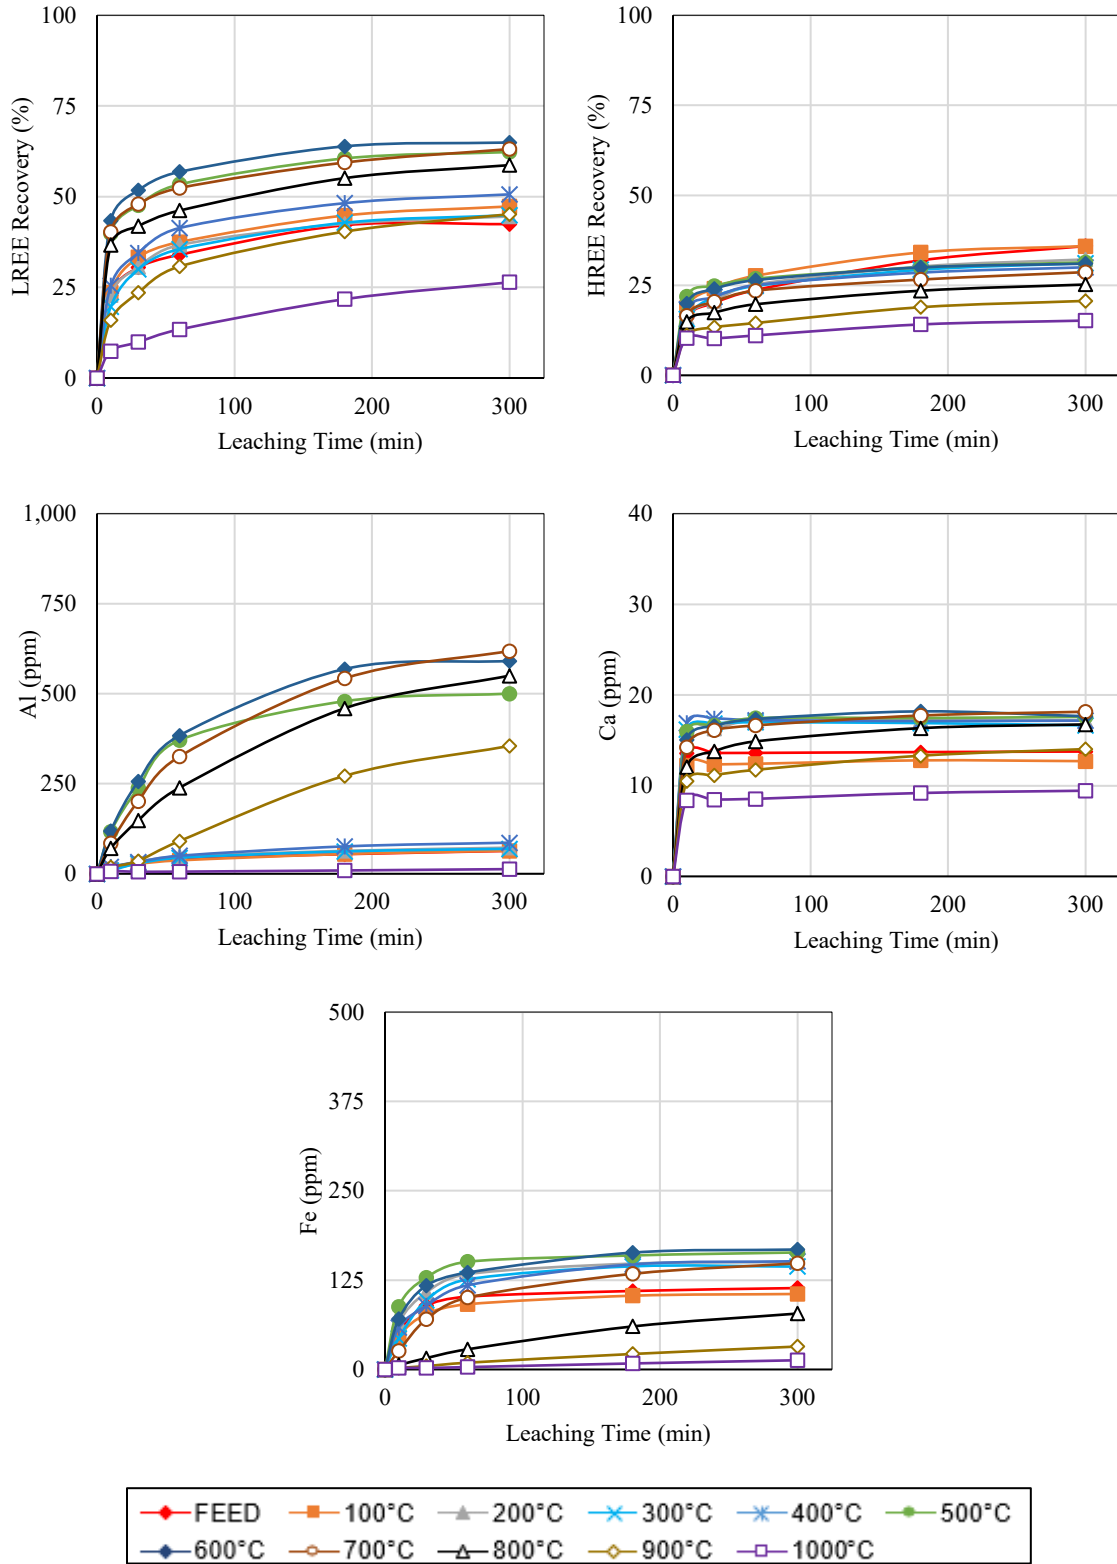 100
75
50
25
0
LREE Recovery (%)
0 100 200 300
Leaching Time (min)
100
75
50
25
0
HREE Recovery (%)
0 100 200 300
Leaching Time (min)
1,000
750
500
250
0
Al (ppm)
0 100 200 300
Leaching Time (min)
40
30
20
10
0
Ca (ppm)
0 100 200 300
Leaching Time (min)
500
375
250
125
0
Fe (ppm)
0 100 200 300
Leaching Time (min)
FEED 100°C 200°C 300°C 400°C 500°C
600°C 700°C 800°C 900°C 1000°C